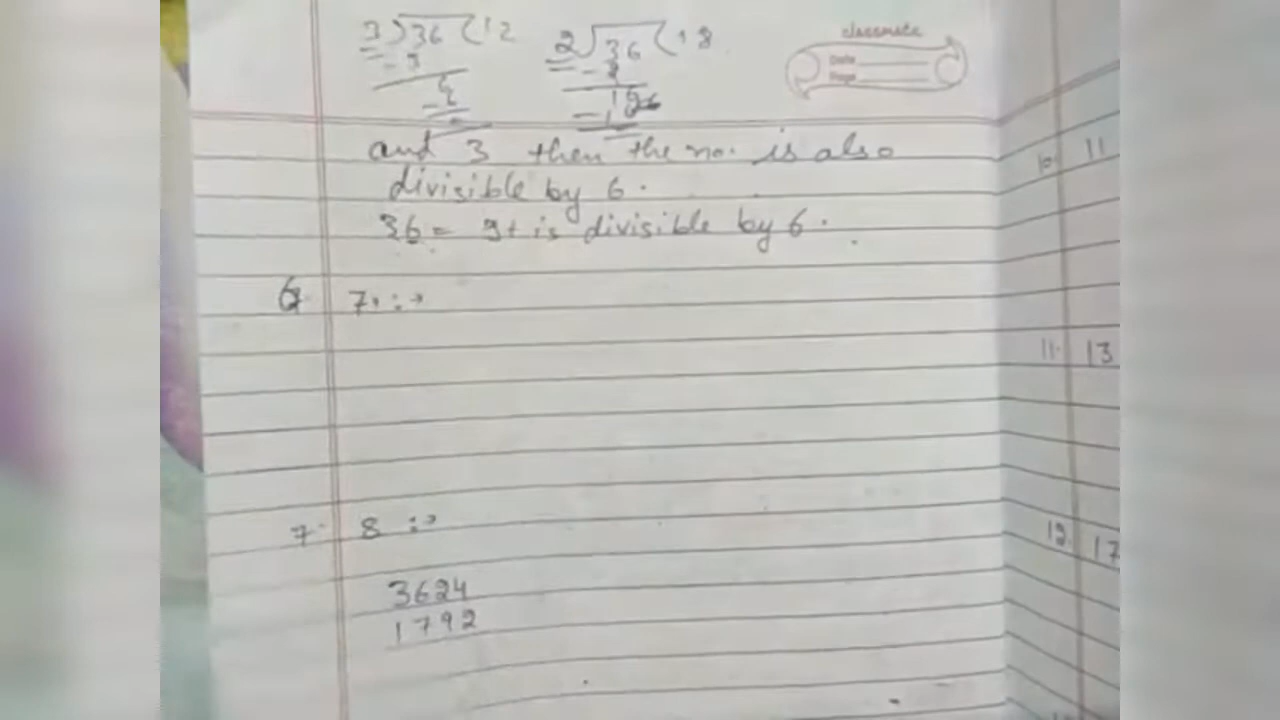 3)36(12
2)36(18
classmate
Date
Page
and 3 then the no. is also
divisible by 6.
36 = It is divisible by 6.
6. 7. :→
7. 8 :→
3624
1792
10. 11
11. 13
12. 17